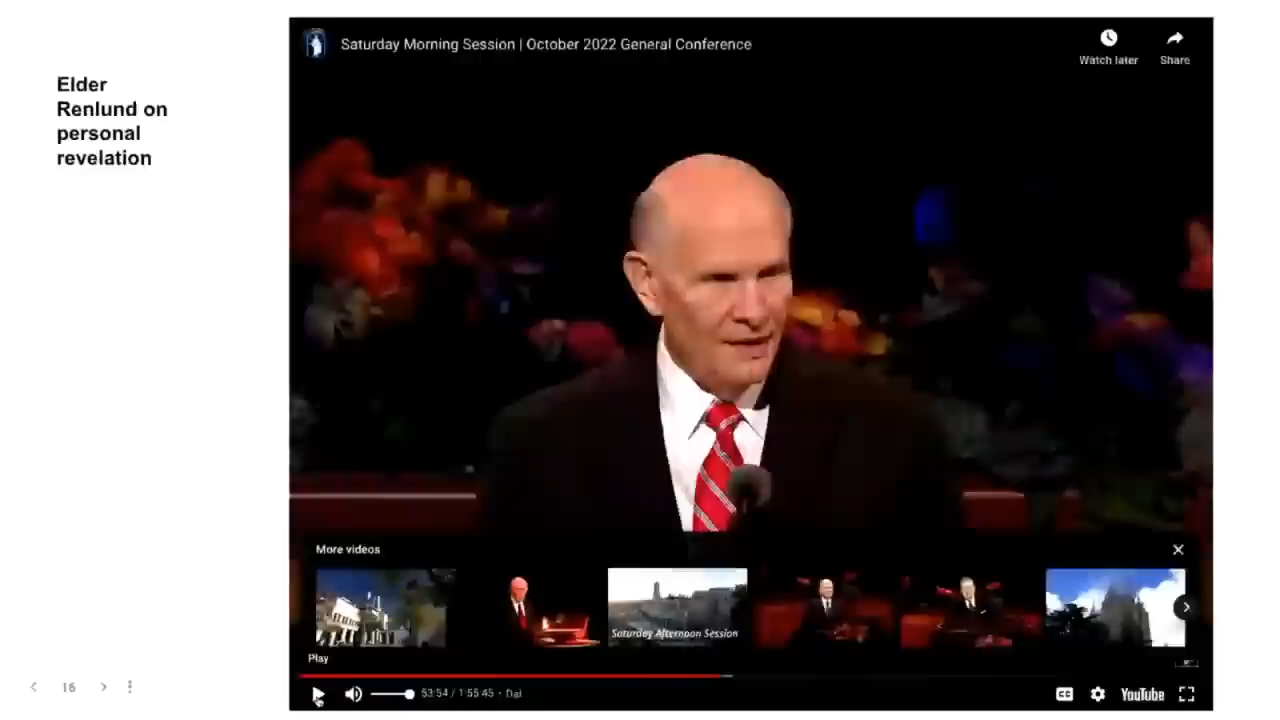 Elder
Renlund on
personal
revelation
Saturday Morning Session | October 2022 General Conference
Watch later
Share
More videos
Saturday Afternoon Session
Play
53:54 / 1:55:45 •
YouTube
CC
16